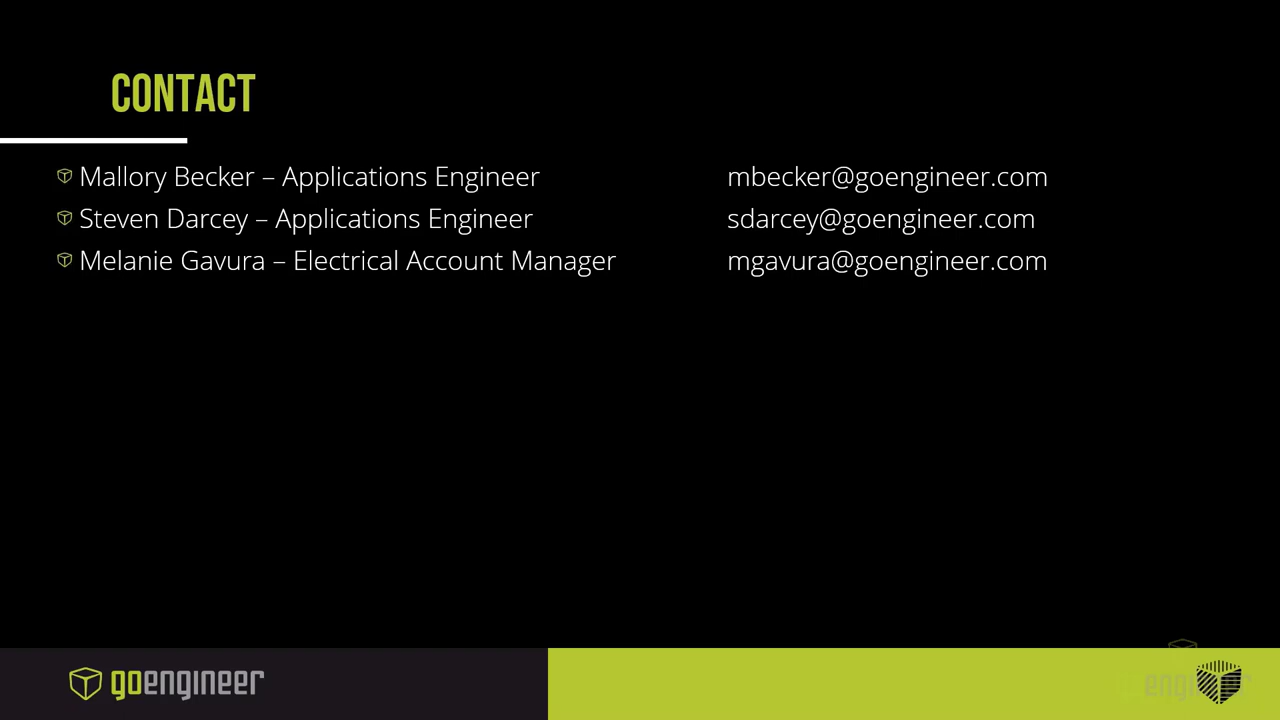 CONTACT
Mallory Becker – Applications Engineer mbecker@goengineer.com
Steven Darcey – Applications Engineer sdarcey@goengineer.com
Melanie Gavura – Electrical Account Manager mgavura@goengineer.com
goengineer